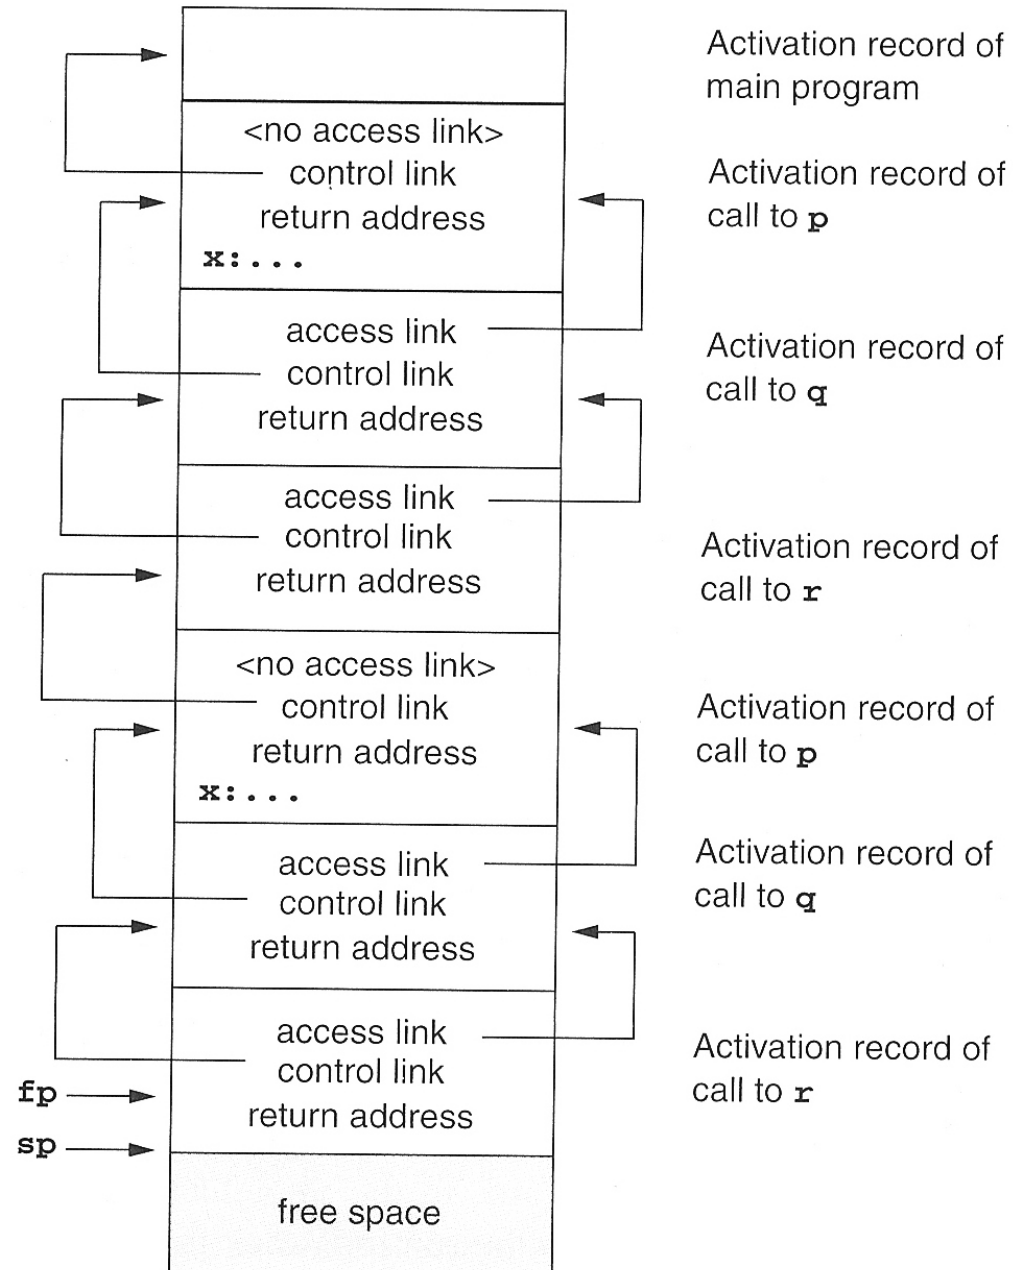 Activation record of
main program
<no access link>
control link
return address
x:...
Activation record of
call to p
access link
control link
return address
Activation record of
call to q
access link
control link
return address
Activation record of
call to r
<no access link>
control link
return address
x:...
Activation record of
call to p
access link
control link
return address
Activation record of
call to q
access link
control link
return address
Activation record of
call to r
fp
sp
free space